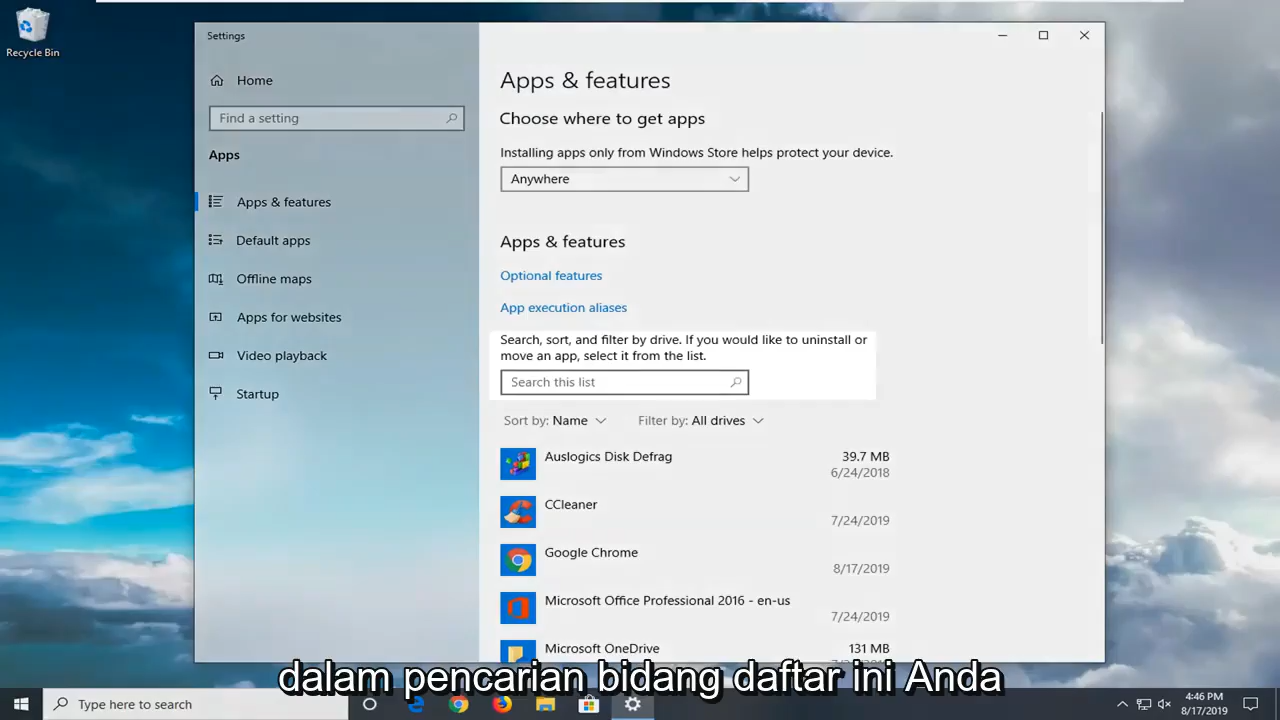 Recycle Bin
Settings
Home
Find a setting
Apps
Apps & features
Default apps
Offline maps
Apps for websites
Video playback
Startup
Apps & features
Choose where to get apps
Installing apps only from Windows Store helps protect your device.
Anywhere
Apps & features
Optional features
App execution aliases
Search, sort, and filter by drive. If you would like to uninstall or
move an app, select it from the list.
Search this list
Sort by: Name Filter by: All drives
Auslogics Disk Defrag 39.7 MB
6/24/2018
CCleaner
7/24/2019
Google Chrome
8/17/2019
Microsoft Office Professional 2016 - en-us
7/24/2019
Microsoft OneDrive 131 MB
dalam pencarian bidang daftar ini Anda
Type here to search
4:46 PM
8/17/2019